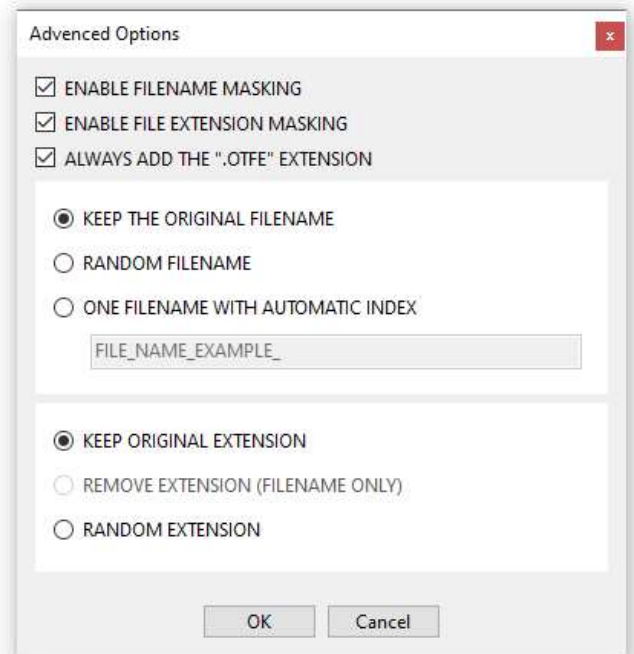 Advanced Options
x
ENABLE FILENAME MASKING
ENABLE FILE EXTENSION MASKING
ALWAYS ADD THE ".OTFE" EXTENSION
KEEP THE ORIGINAL FILENAME
RANDOM FILENAME
ONE FILENAME WITH AUTOMATIC INDEX
FILE_NAME_EXAMPLE_
KEEP ORIGINAL EXTENSION
REMOVE EXTENSION (FILENAME ONLY)
RANDOM EXTENSION
OK
Cancel